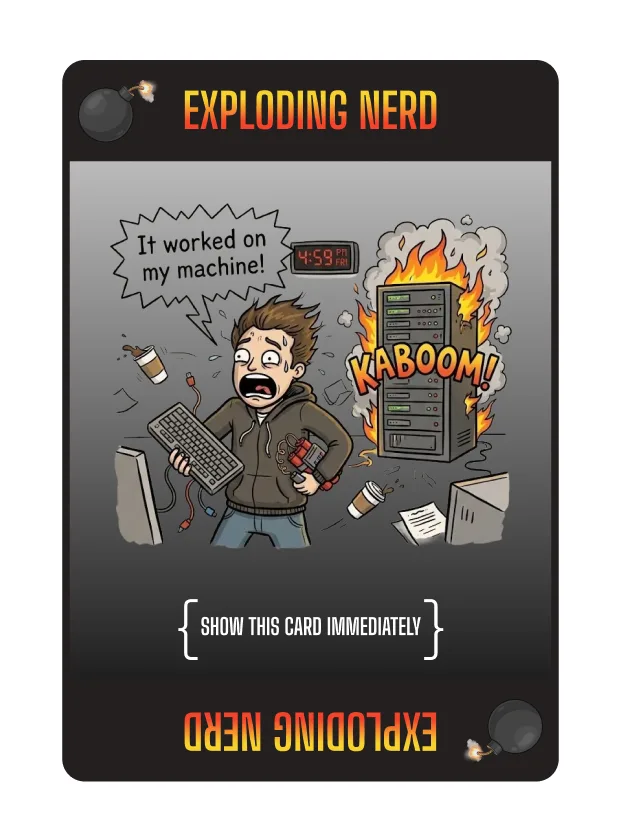 EXPLODING NERD
It worked on
my machine!
4:59 PM
FRI
KABOOM!
{ SHOW THIS CARD IMMEDIATELY }
EXPLODING NERD